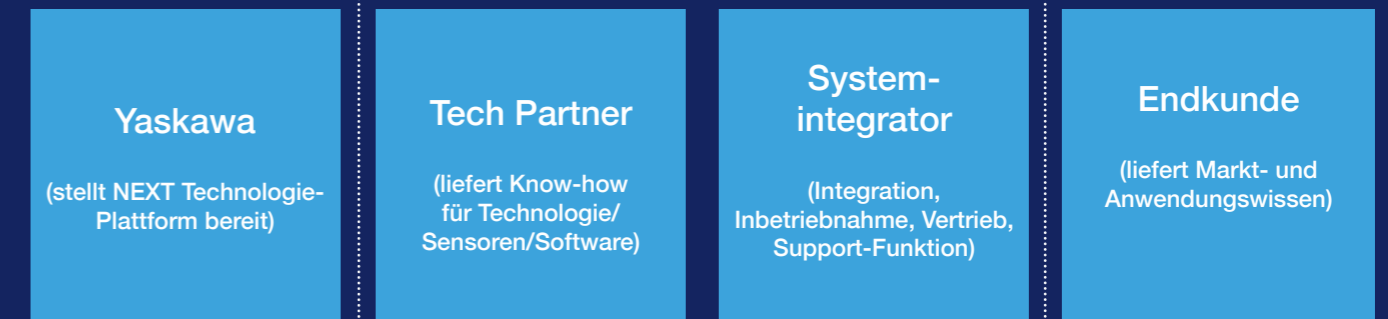 Yaskawa
(stellt NEXT Technologie-
Plattform bereit)
Tech Partner
(liefert Know-how
für Technologie/
Sensoren/Software)
System-
integrator
(Integration,
Inbetriebnahme, Vertrieb,
Support-Funktion)
Endkunde
(liefert Markt- und
Anwendungswissen)